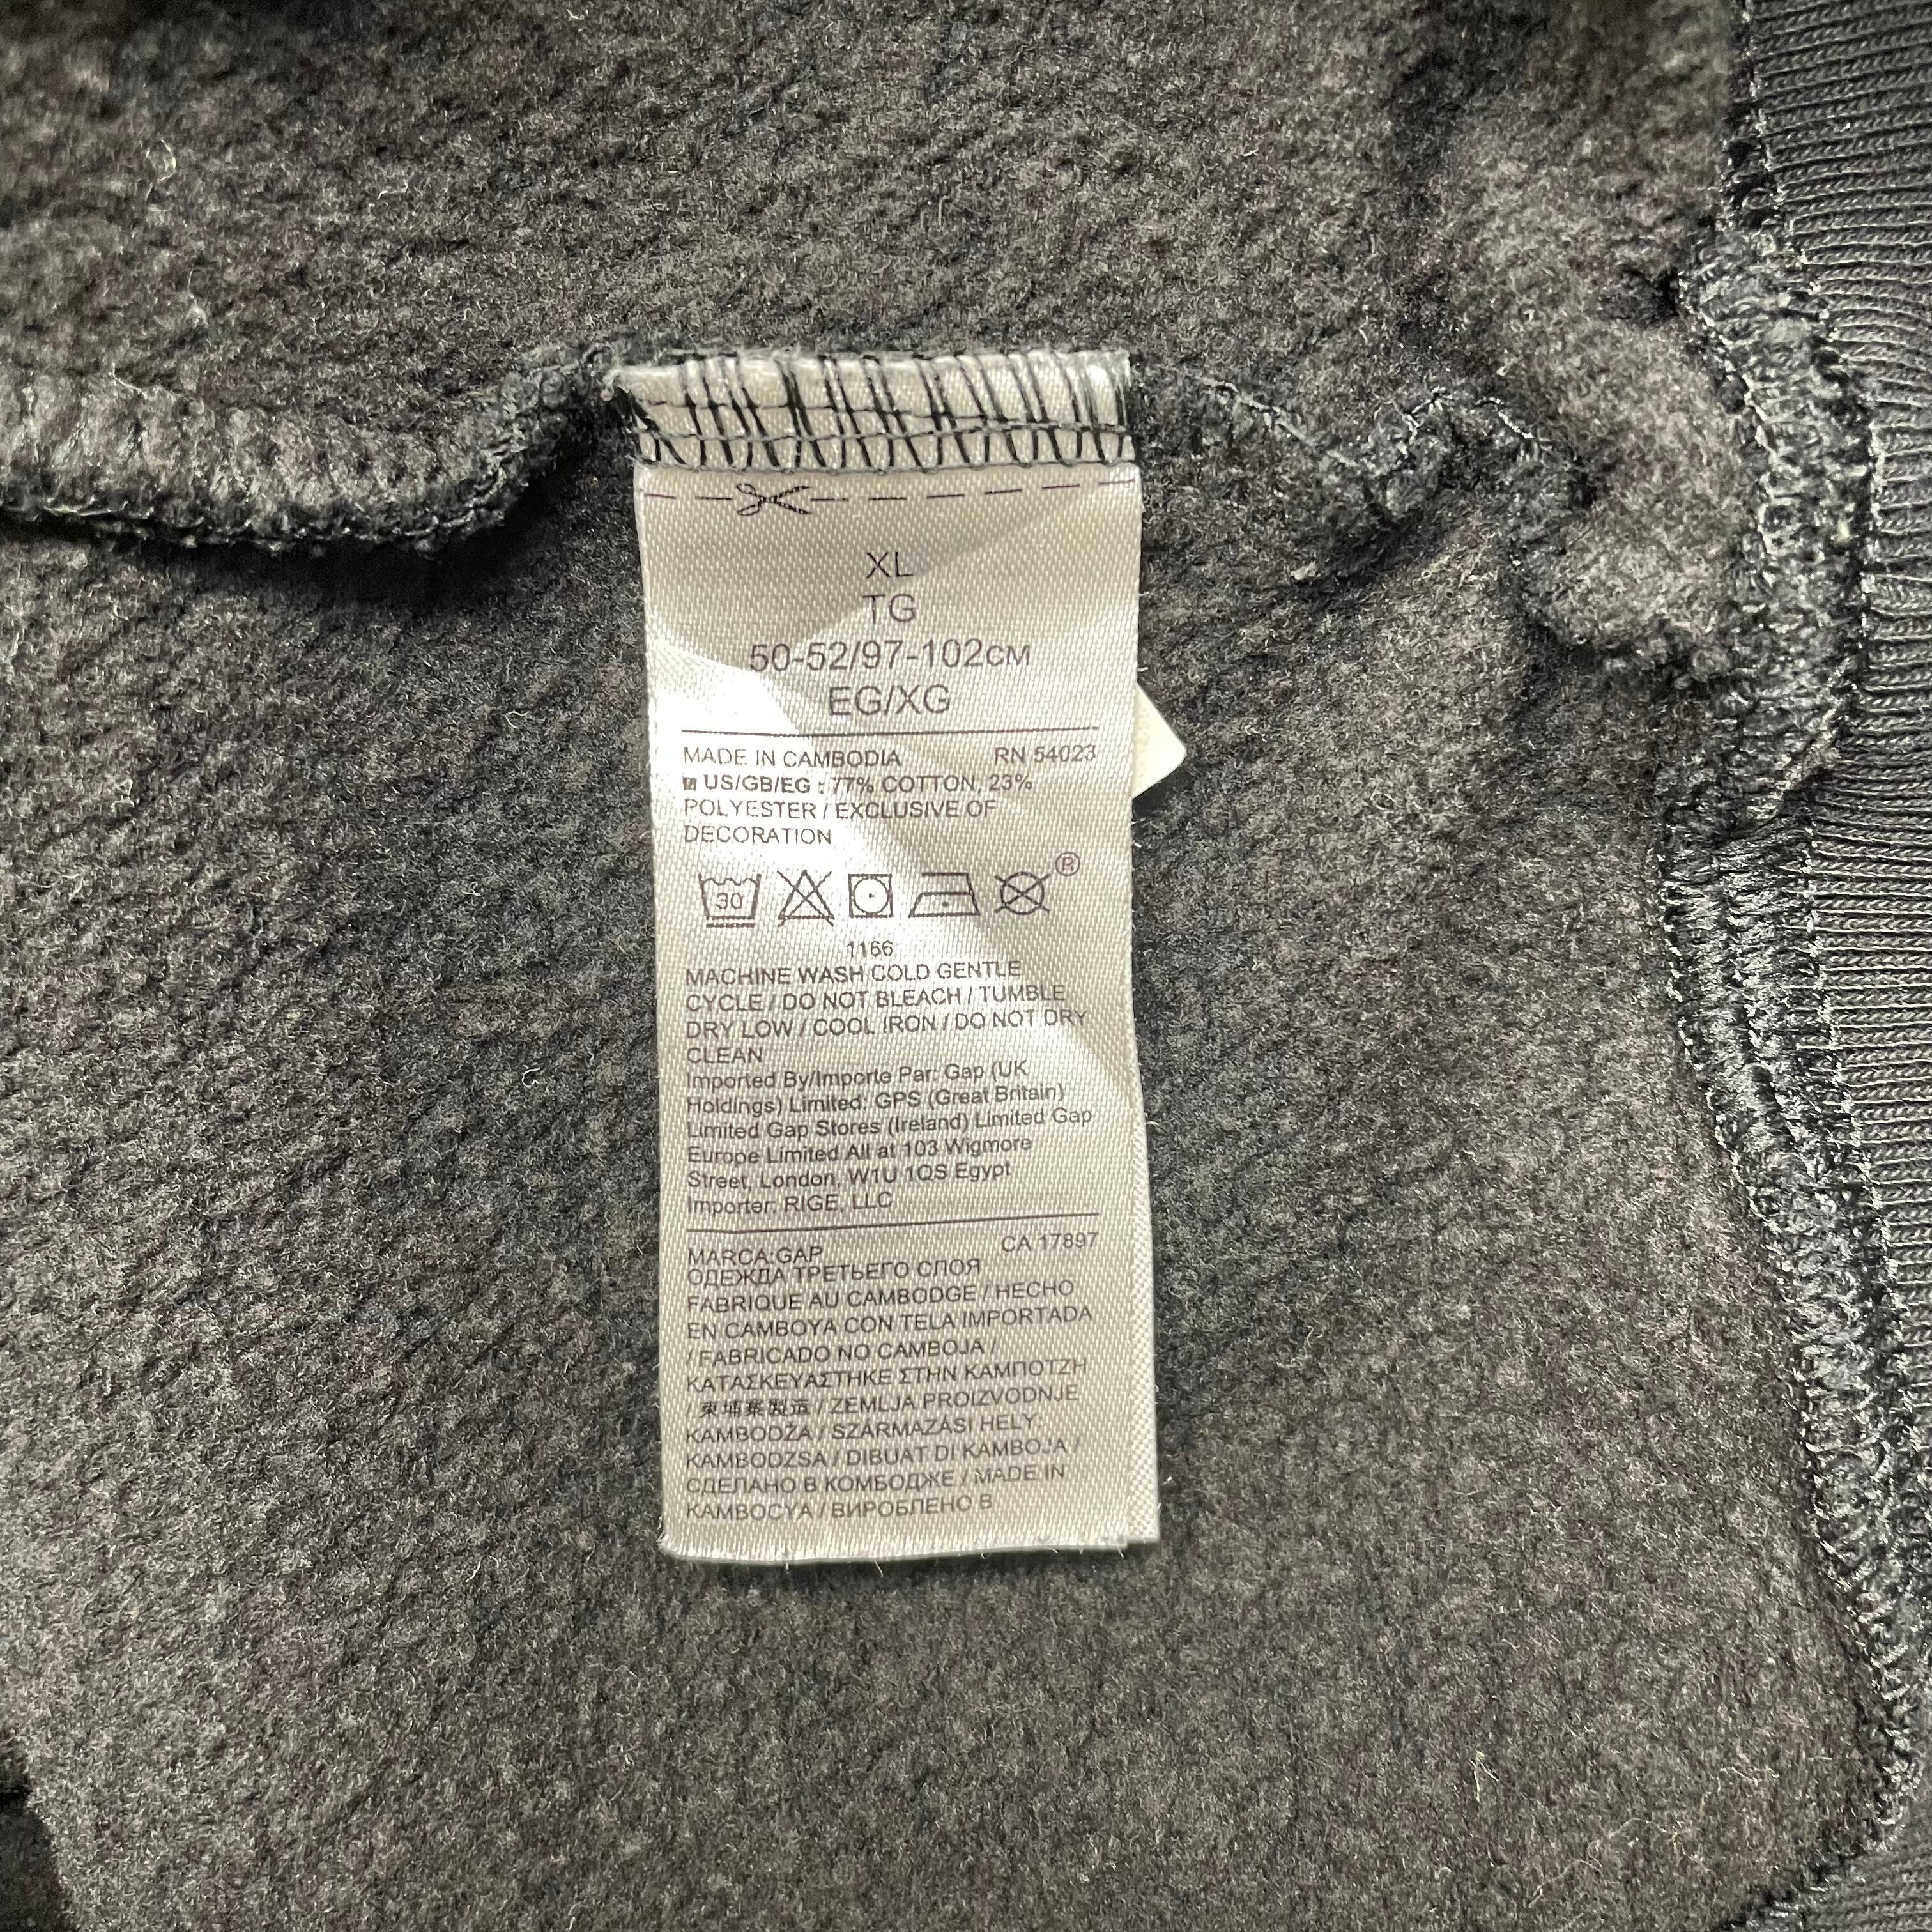 XL
TG
50-52/97-102CM
EG/XG
MADE IN CAMBODIA RN 54023
US/GB/EG : 77% COTTON, 23%
POLYESTER / EXCLUSIVE OF
DECORATION
30
®
1166
MACHINE WASH COLD GENTLE
CYCLE / DO NOT BLEACH / TUMBLE
DRY LOW / COOL IRON / DO NOT DRY
CLEAN
Imported By/Importe Par: Gap (UK
Holdings) Limited: GPS (Great Britain)
Limited Gap Stores (Ireland) Limited Gap
Europe Limited All at 103 Wigmore
Street, London, W1U 1QS Egypt
Importer: RIGE, LLC
MARCA:GAP CA 17897
ОДЕЖДА ТРЕТЬЕГО СЛОЯ
FABRIQUE AU CAMBODGE / HECHO
EN CAMBOYA CON TELA IMPORTADA
/ FABRICADO NO CAMBOJA /
ΚΑΤΑΣΚΕΥΑΣΤΗΚΕ ΣΤΗΝ ΚΑΜΠΟΤΖΗ
/ 柬埔寨製造 / ZEMLJA PROIZVODNJE
KAMBODŽA / SZÁRMAZÁSI HELY:
KAMBODZSA / DIBUAT DI KAMBOJA /
СДЕЛАНО В КОМБОДЖЕ / MADE IN
KAMBOCYA / ВИРОБЛЕНО В